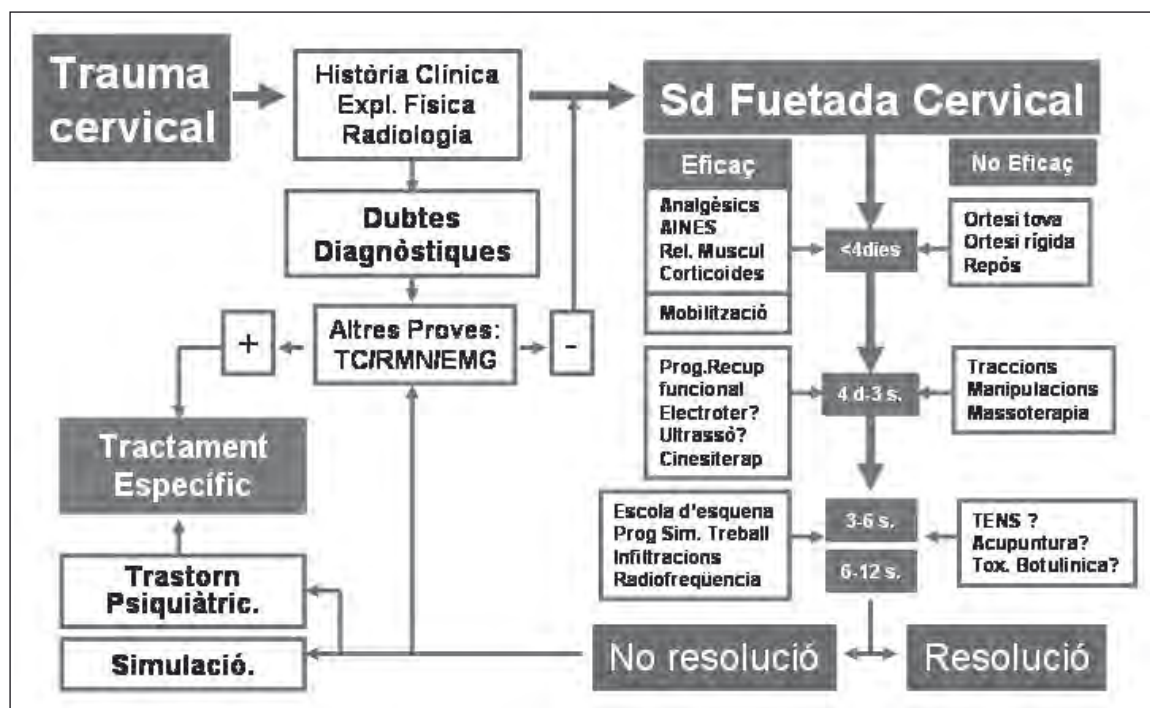 Trauma
cervical
Història Clínica
Expl. Física
Radiologia
Sd Fuetada Cervical
Dubtes
Diagnòstiques
Altres Proves:
TC/RMN/EMG
+
-
Tractament
Específic
Trastorn
Psiquiàtric.
Simulació.
Eficaç
No Eficaç
Analgèsics
AINES
Rel. Muscul
Corticoides
Mobilització
<4dies
Ortesi tova
Ortesi rígida
Repòs
Prog.Recup
funcional
Electroter?
Ultrassó?
Cinesiterap
4 d-3 s.
Traccions
Manipulacions
Massoterapia
Escola d'esquena
Prog Sim. Treball
Infiltracions
Radiofreqüencia
3-6 s.
6-12 s.
TENS ?
Acupuntura?
Tox. Botulinica?
No resolució
Resolució